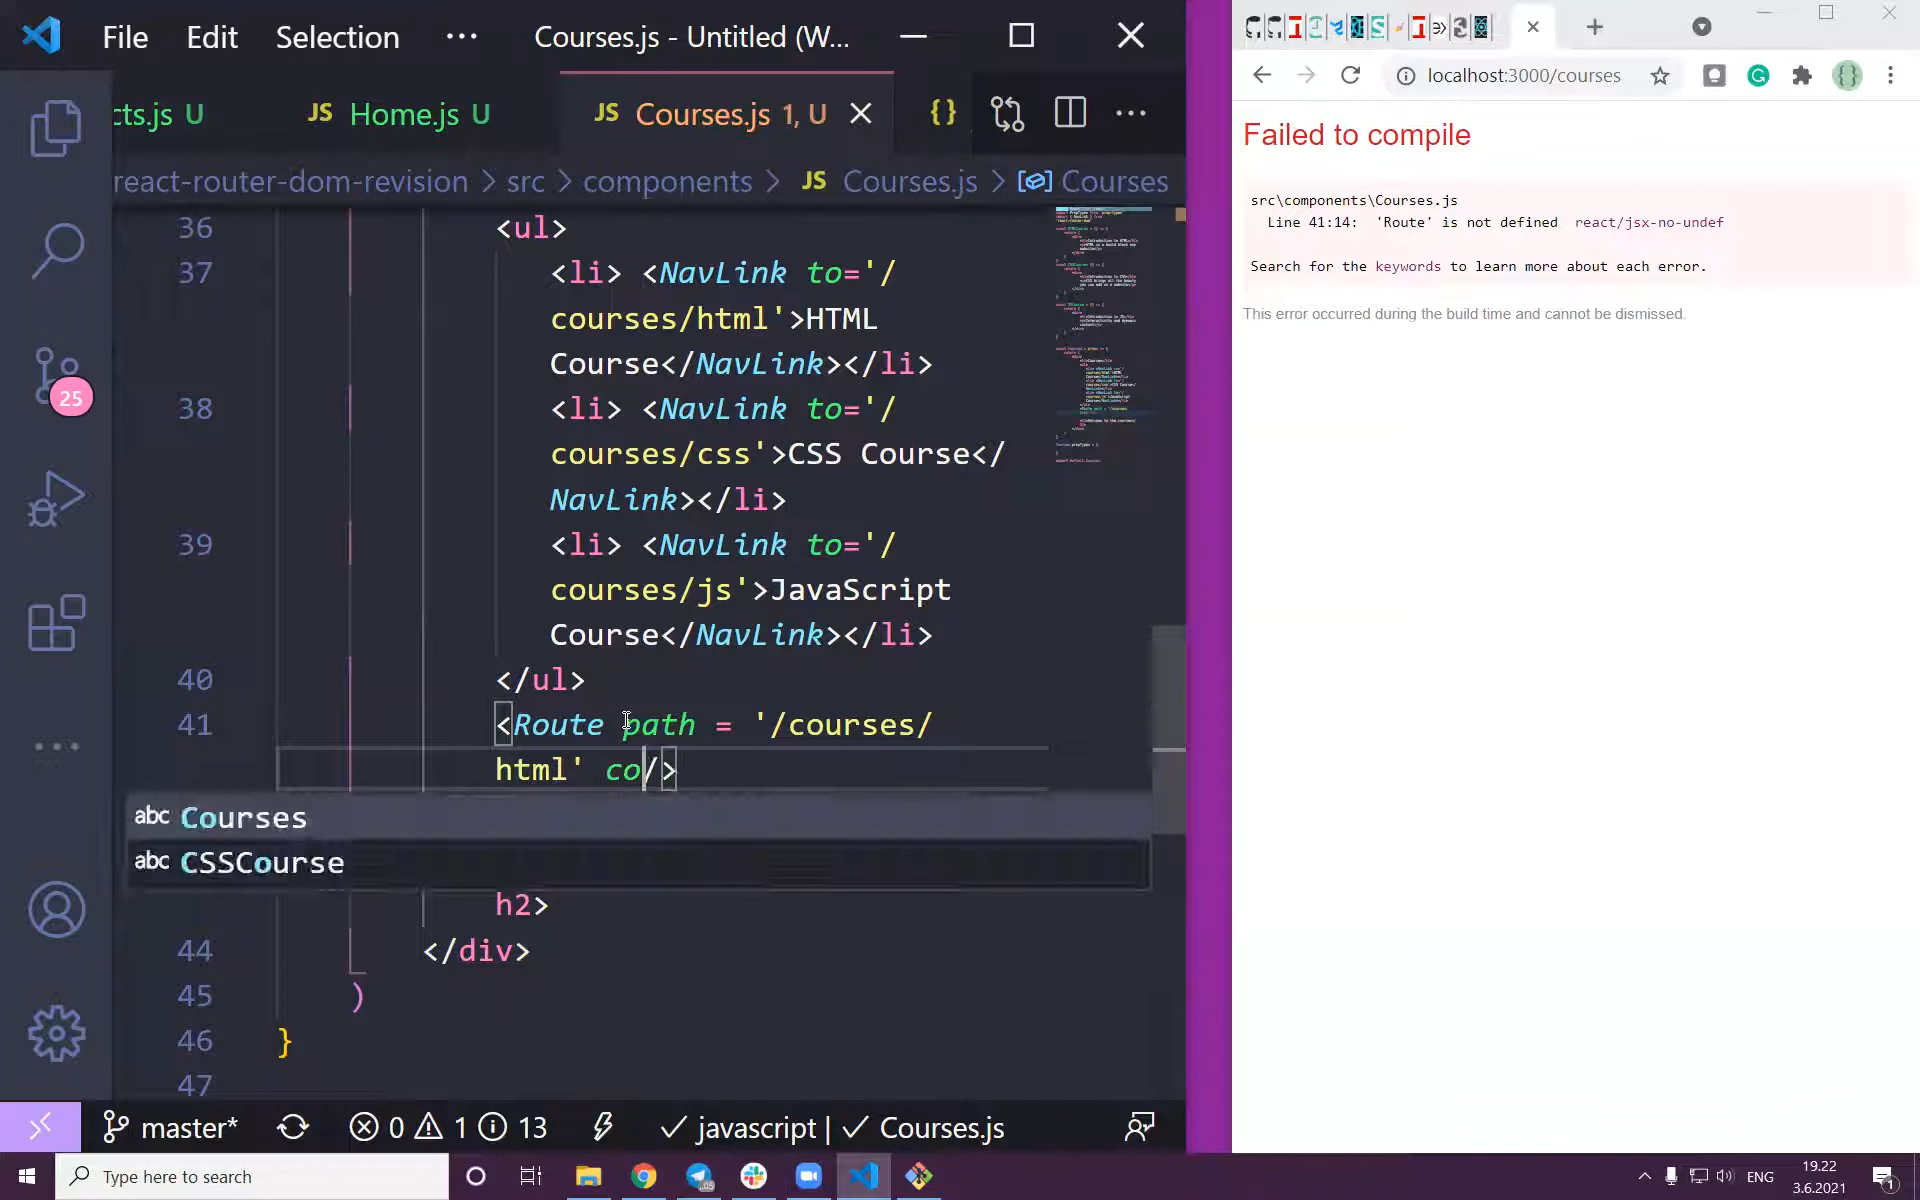 File Edit Selection ··· Courses.js - Untitled (W...
cts.js U JS Home.js U JS Courses.js 1, U {} ···
react-router-dom-revision > src > components > JS Courses.js > Courses
36 <ul>
37 <li> <NavLink to='/
courses/html'>HTML
Course</NavLink></li>
38 <li> <NavLink to='/
courses/css'>CSS Course</
NavLink></li>
39 <li> <NavLink to='/
courses/js'>JavaScript
Course</NavLink></li>
40 </ul>
41 <Route path = '/courses/
html' co/>
abc Courses
abc CSSCourse
h2>
44 </div>
45 )
46 }
47
25
master* 0 1 13 javascript | Courses.js
localhost:3000/courses
Failed to compile
src\components\Courses.js
Line 41:14: 'Route' is not defined react/jsx-no-undef
Search for the keywords to learn more about each error.
This error occurred during the build time and cannot be dismissed.
Type here to search
ENG
19.22
3.6.2021
1